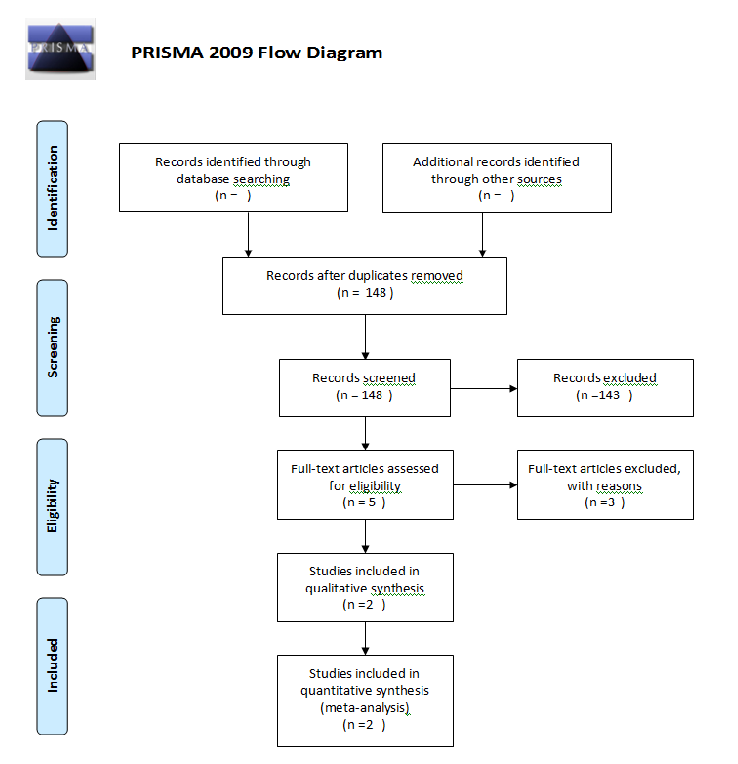 PRISMA
PRISMA 2009 Flow Diagram
Identification
Records identified through
database searching
(n = )
Additional records identified
through other sources
(n = )
Records after duplicates removed
(n = 148 )
Screening
Records screened
(n = 148 )
Records excluded
(n =143 )
Eligibility
Full-text articles assessed
for eligibility
(n = 5 )
Full-text articles excluded,
with reasons
(n =3 )
Studies included in
qualitative synthesis
(n =2 )
Included
Studies included in
quantitative synthesis
(meta-analysis)
(n =2 )